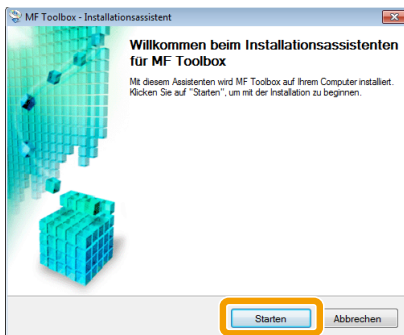 MF Toolbox - Installationsassistent
Willkommen beim Installationsassistenten
für MF Toolbox
Mit diesem Assistenten wird MF Toolbox auf Ihrem Computer installiert.
Klicken Sie auf "Starten", um mit der Installation zu beginnen.
Starten
Abbrechen